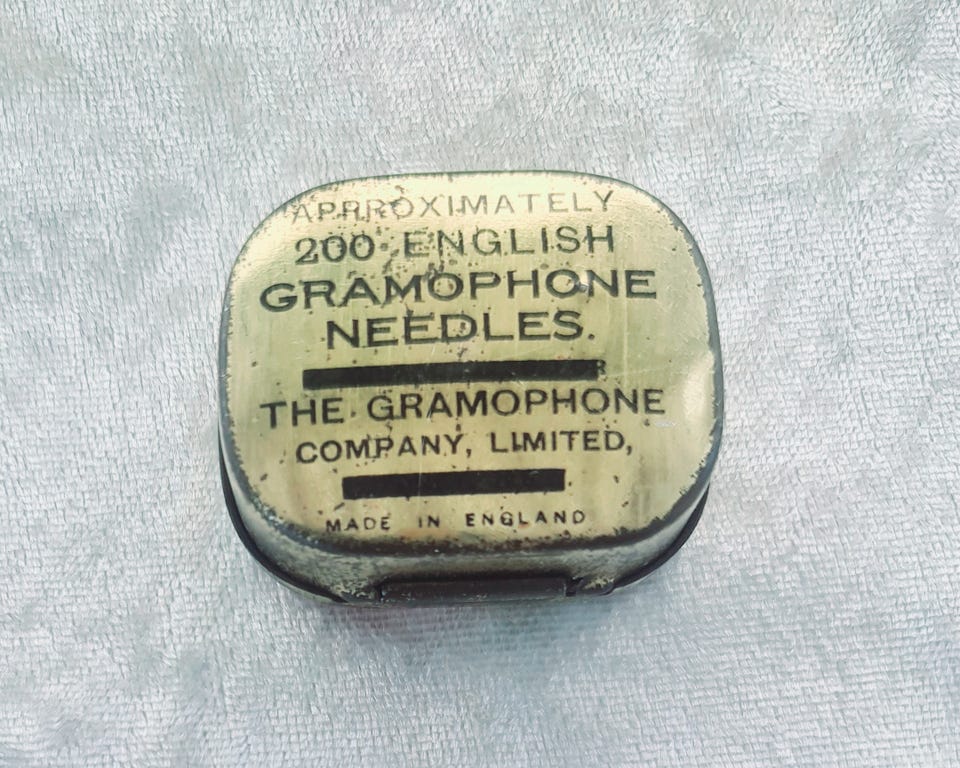 APPROXIMATELY
200 ENGLISH
GRAMOPHONE
NEEDLES.
THE GRAMOPHONE
COMPANY, LIMITED,
MADE IN ENGLAND